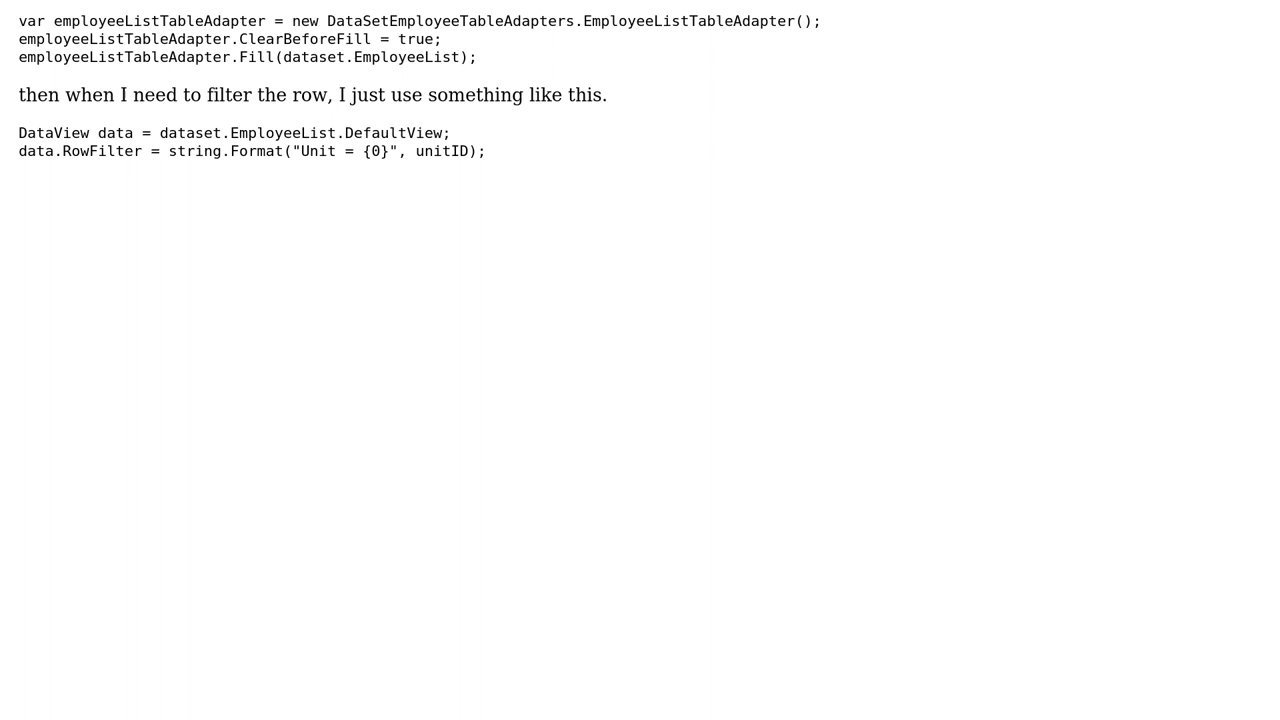 var employeeListTableAdapter = new DataSetEmployeeTableAdapters.EmployeeListTableAdapter();
employeeListTableAdapter.ClearBeforeFill = true;
employeeListTableAdapter.Fill(dataset.EmployeeList);
then when I need to filter the row, I just use something like this.
DataView data = dataset.EmployeeList.DefaultView;
data.RowFilter = string.Format("Unit = {0}", unitID);